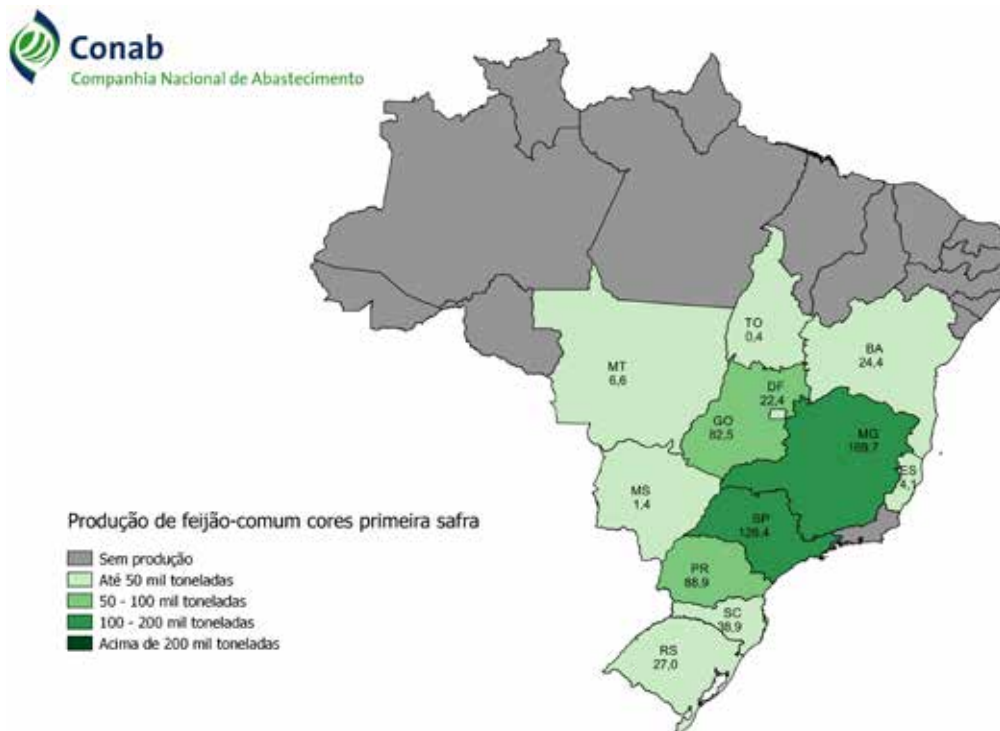 Conab
Companhia Nacional de Abastecimento
TO
0,4
BA
24,4
MT
6,6
DF
22,4
GO
82,5
MG
169,7
ES
4,1
MS
1,4
SP
126,4
PR
88,9
SC
38,9
RS
27,0
Produção de feijão-comum cores primeira safra
Sem produção
Até 50 mil toneladas
50 - 100 mil toneladas
100 - 200 mil toneladas
Acima de 200 mil toneladas